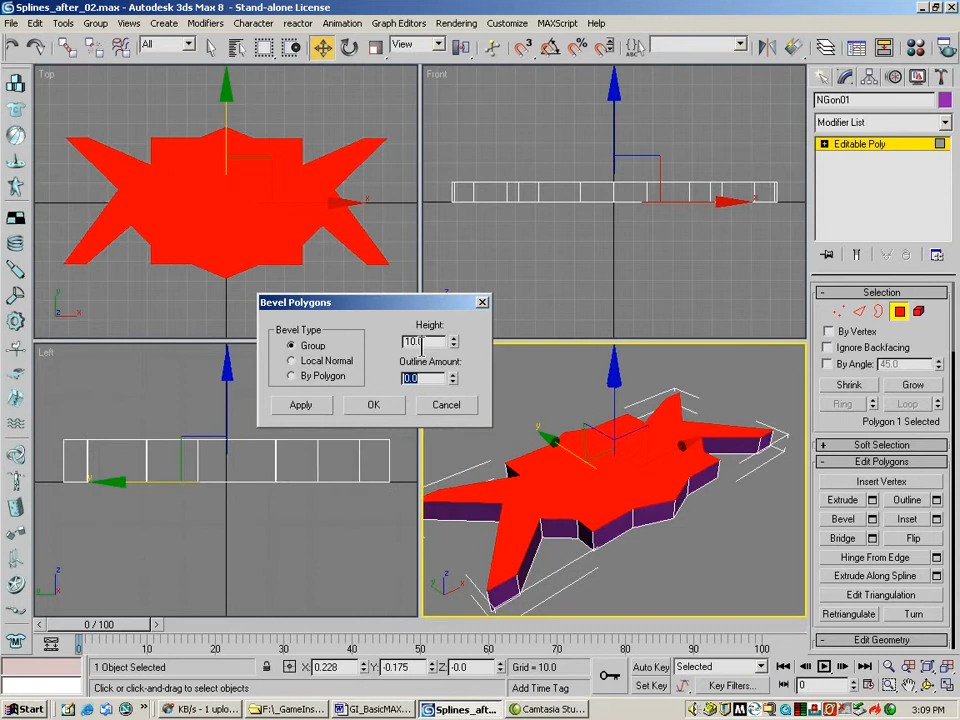 Splines_after_02.max - Autodesk 3ds Max 8 - Stand-alone License
File Edit Tools Group Views Create Modifiers Character reactor Animation Graph Editors Rendering Customize MAXScript Help
All
View
ABC
Top
Front
Left
x
y
z
NGon01
Modifier List
Editable Poly
Bevel Polygons
Bevel Type
Group
Local Normal
By Polygon
Height:
10.0
Outline Amount:
0.0
Apply
OK
Cancel
Selection
By Vertex
Ignore Backfacing
By Angle: 45.0
Shrink
Grow
Ring
Loop
Polygon 1 Selected
Soft Selection
Edit Polygons
Insert Vertex
Extrude
Outline
Bevel
Inset
Bridge
Flip
Hinge From Edge
Extrude Along Spline
Edit Triangulation
Retriangulate
Turn
Edit Geometry
0 / 100
0 10 20 30 40 50 60 70 80 90 100
1 Object Selected
X: 0.228
Y: -0.175
Z: -0.0
Grid = 10.0
Auto Key
Selected
Click or click-and-drag to select objects
Add Time Tag
Set Key
Key Filters...
0
Start
KB/s - 1 uplo...
F:\_GameIns...
GI_BasicMAX...
Splines_aft...
Camtasia Stu...
3:09 PM